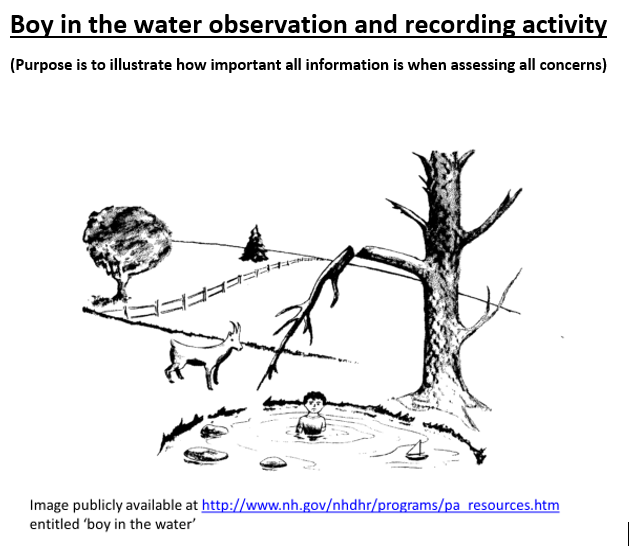 Boy in the water observation and recording activity
(Purpose is to illustrate how important all information is when assessing all concerns)
Image publicly available at http://www.nh.gov/nhdhr/programs/pa_resources.htm
entitled ‘boy in the water’